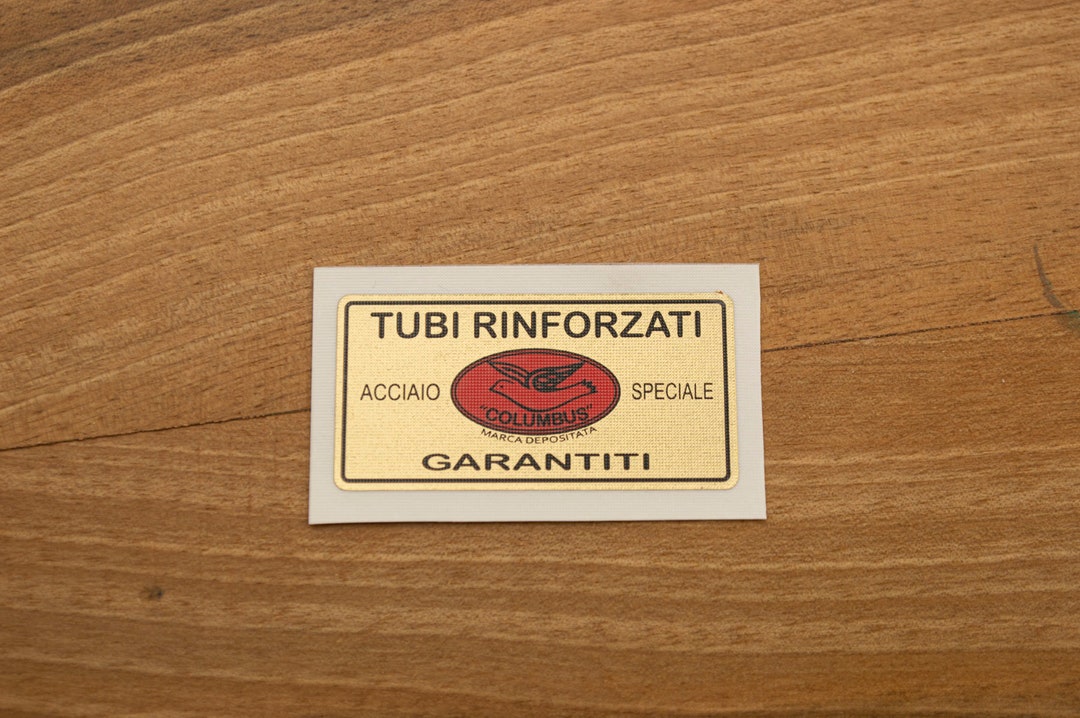 TUBI RINFORZATI
ACCIAIO SPECIALE
"COLUMBUS"
MARCA DEPOSITATA
GARANTITI